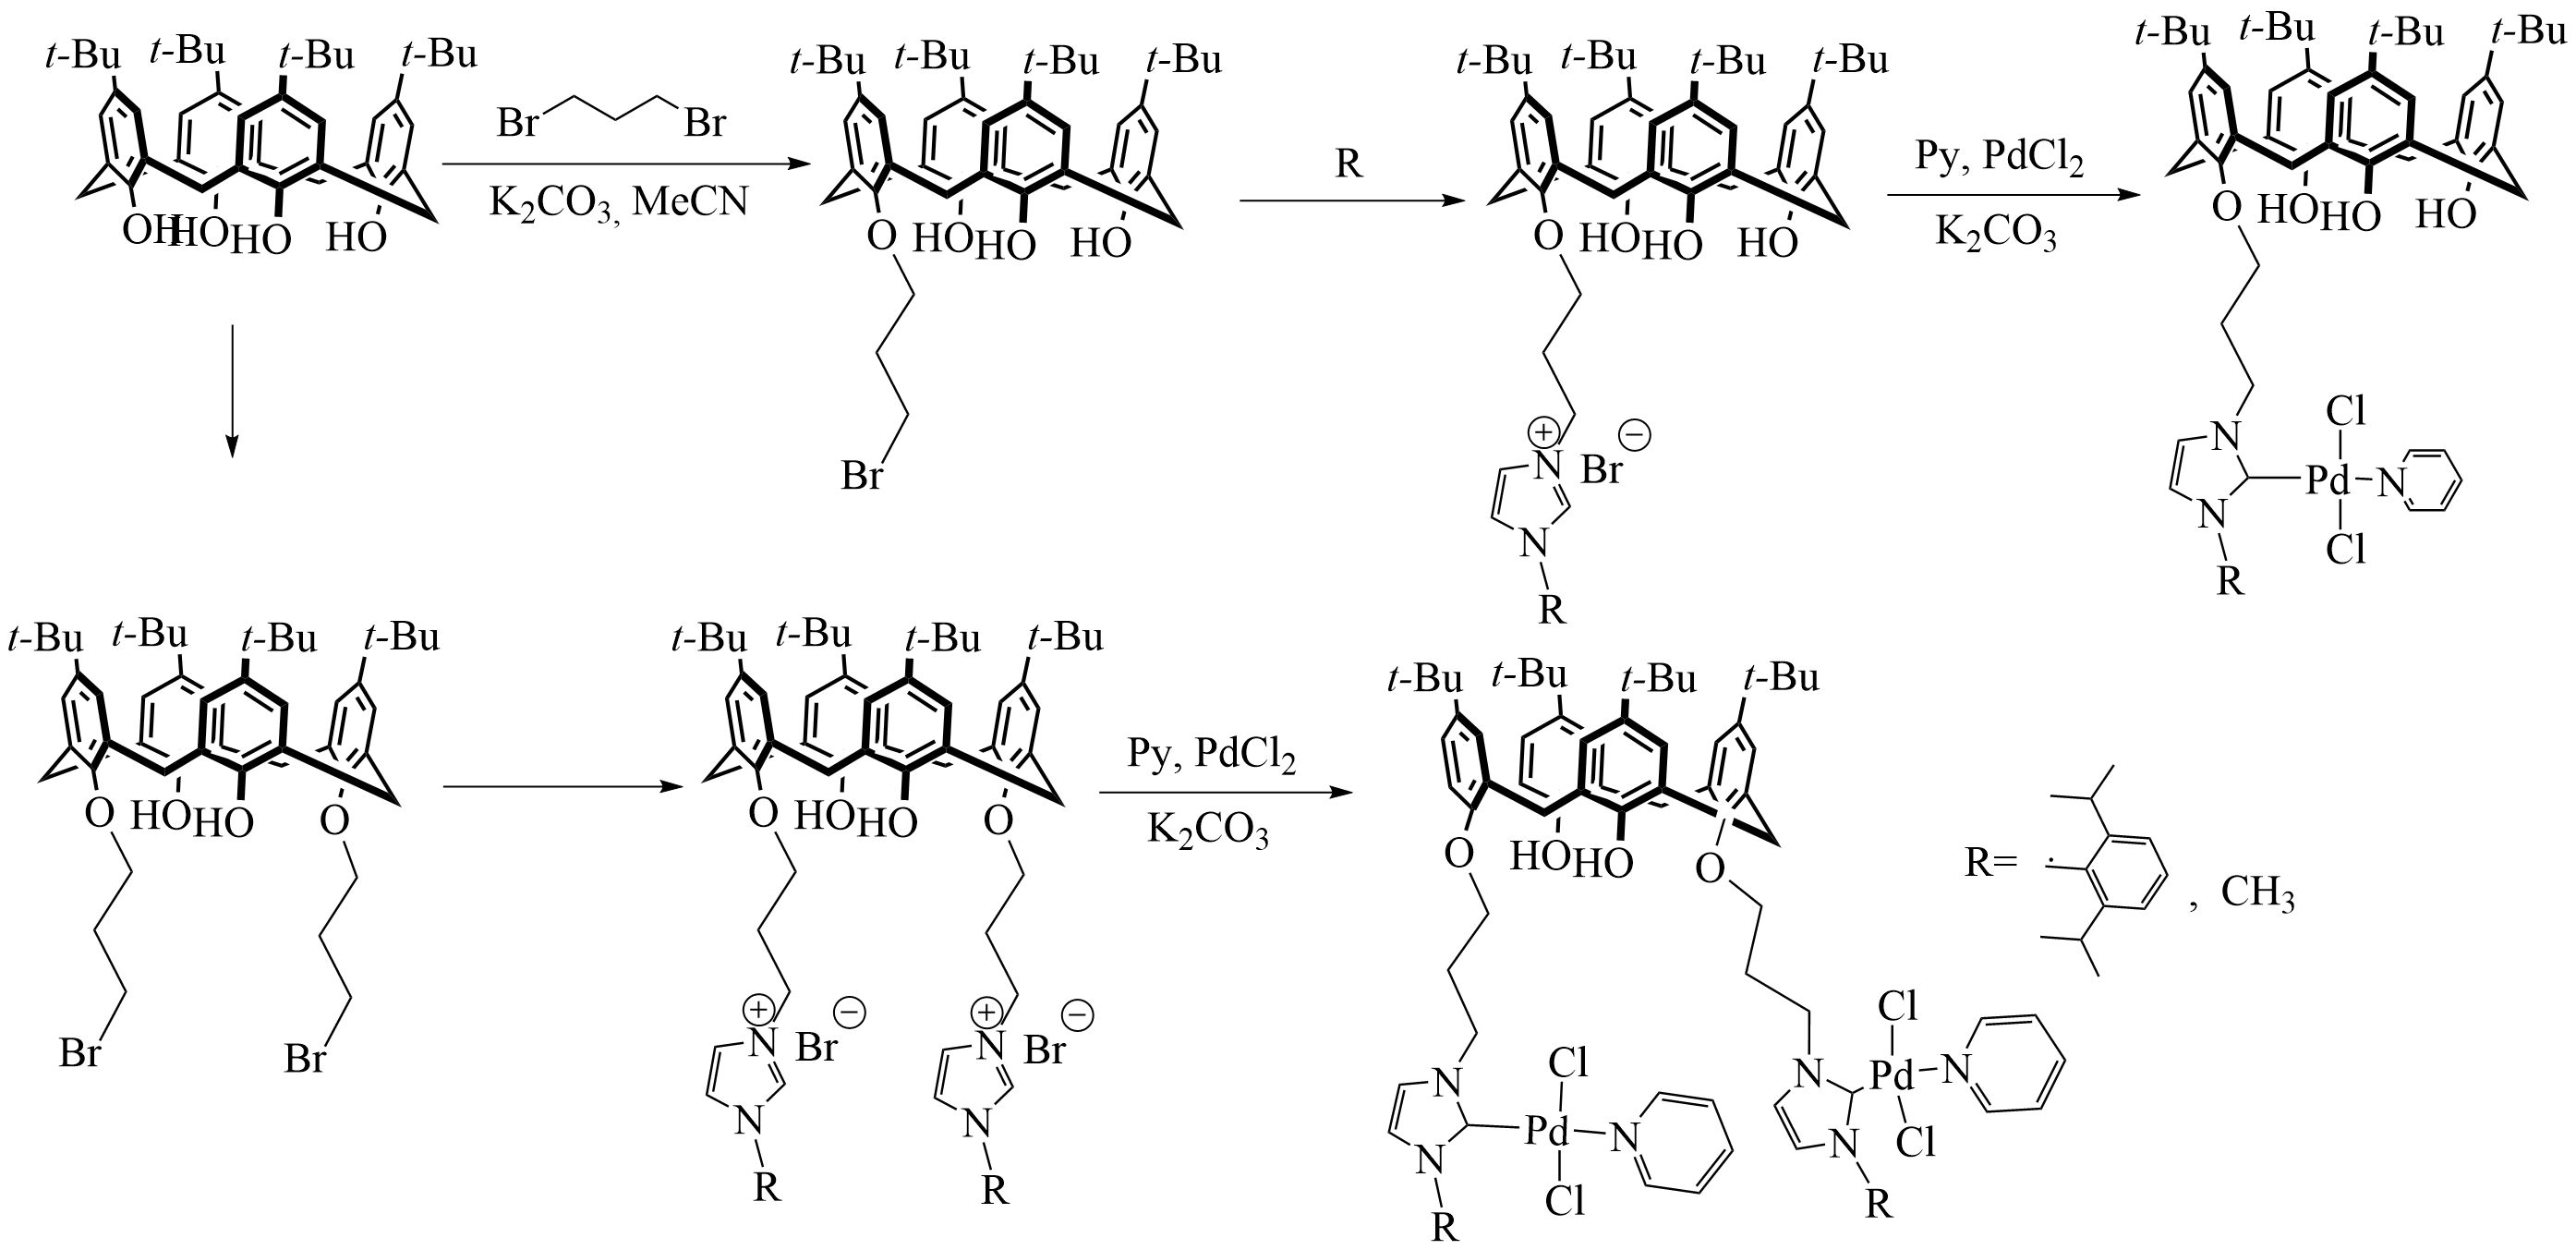 t-Bu t-Bu t-Bu t-Bu
OH HO HO HO
Br Br
K2CO3, MeCN
t-Bu t-Bu t-Bu t-Bu
O HO HO HO
Br
R
t-Bu t-Bu t-Bu t-Bu
O HO HO HO
+ −
N Br
N
R
Py, PdCl2
K2CO3
t-Bu t-Bu t-Bu t-Bu
O HO HO HO
Cl
N
Pd N
N
Cl
R
t-Bu t-Bu t-Bu t-Bu
O HO HO O
Br Br
t-Bu t-Bu t-Bu t-Bu
O HO HO O
+ − + −
N Br N Br
N N
R R
Py, PdCl2
K2CO3
t-Bu t-Bu t-Bu t-Bu
O HO HO O
Cl
N Pd N
Cl
N Cl
N
Pd N
N
Cl
R
R
R= , CH3